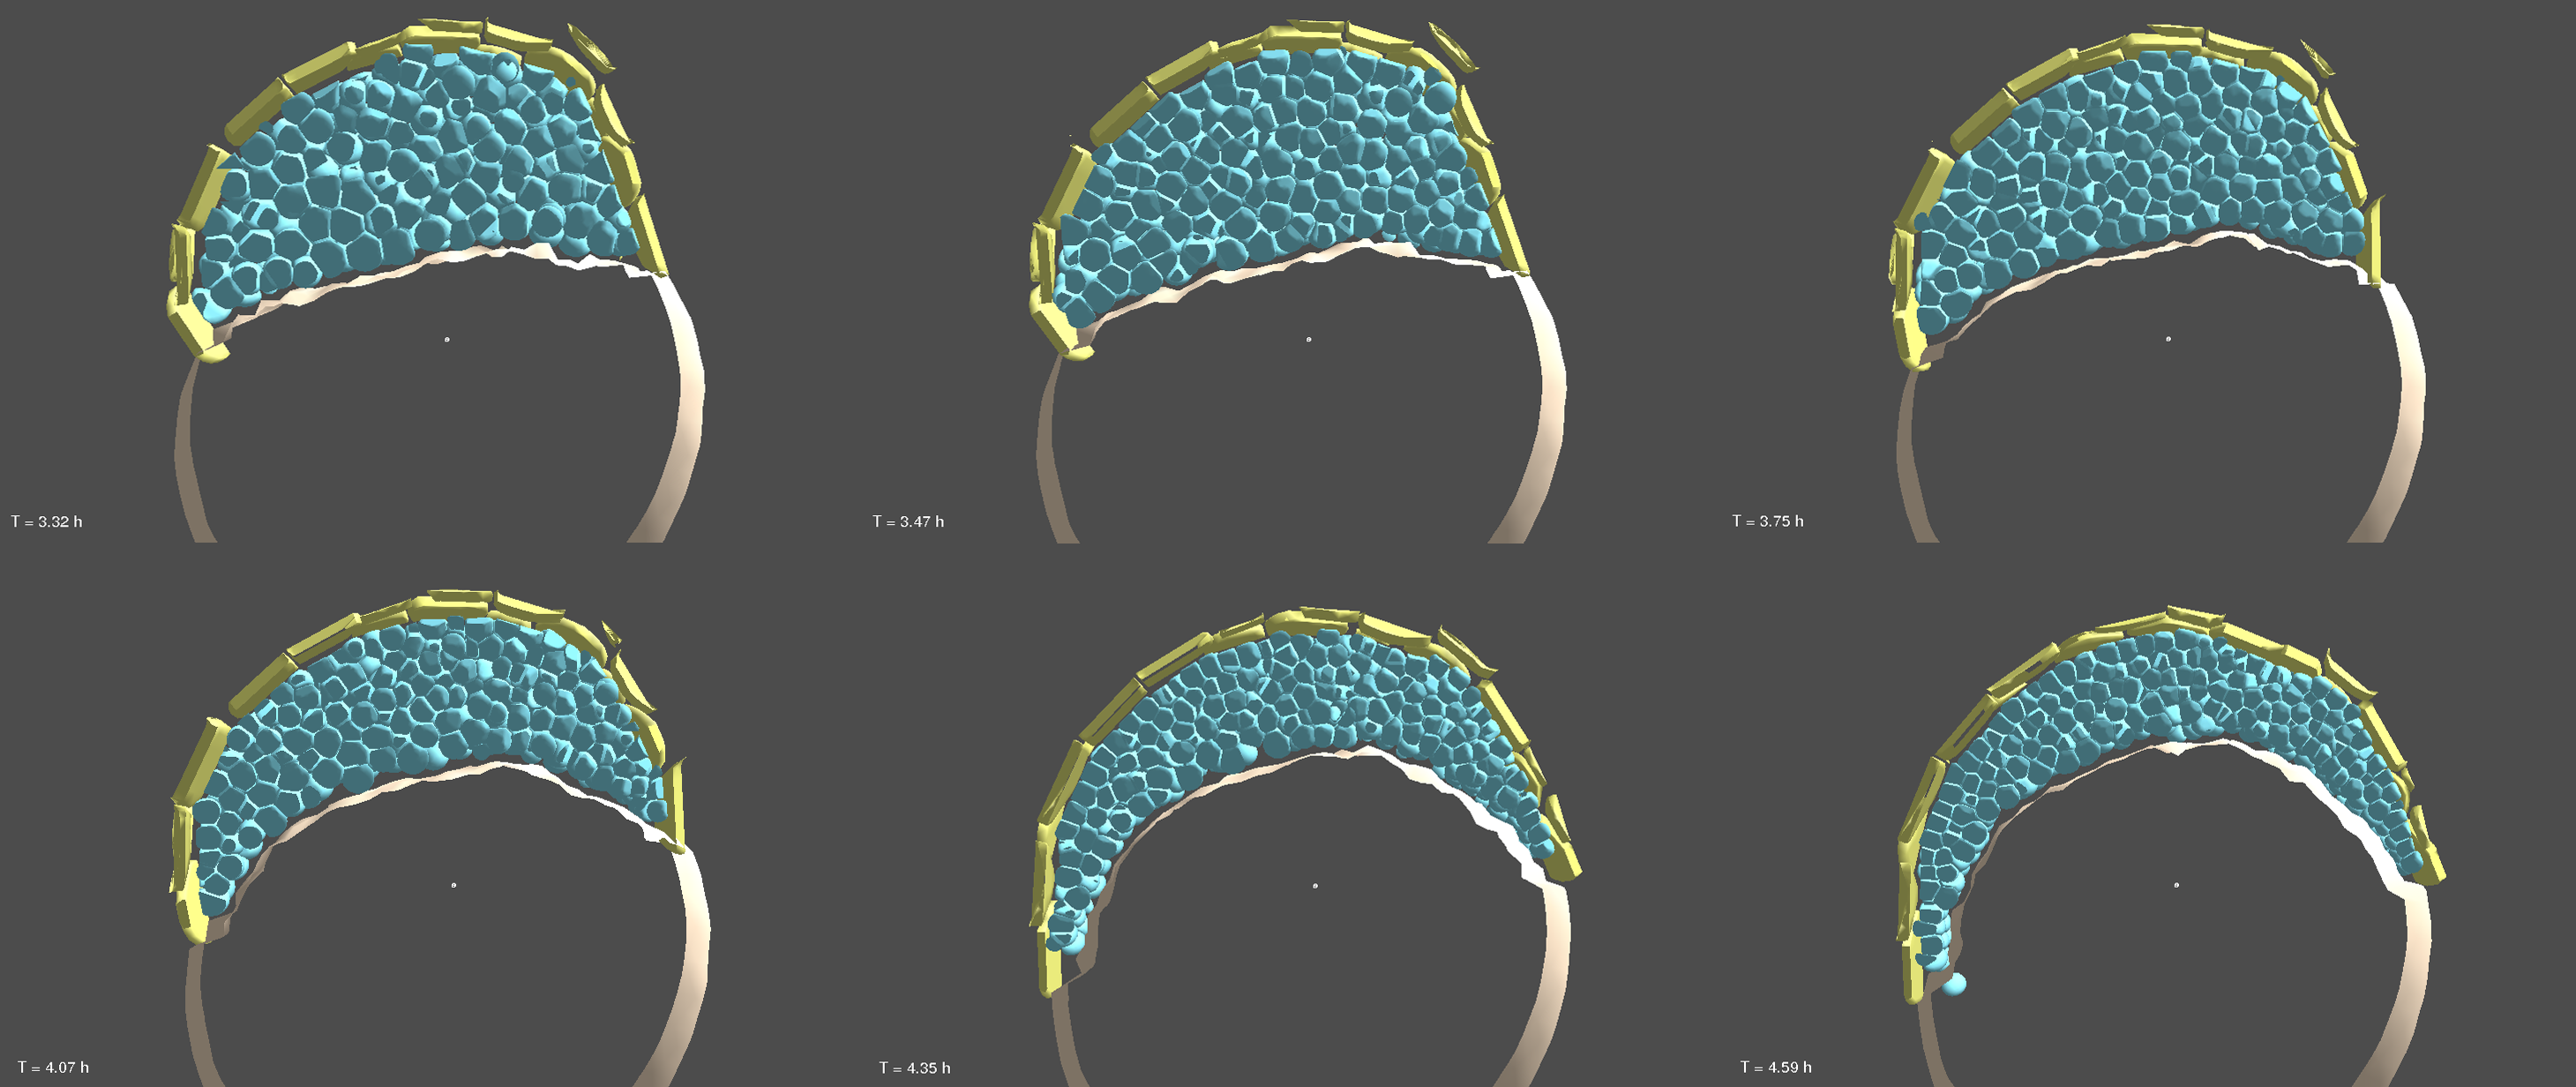 T = 3.32 h
T = 3.47 h
T = 3.75 h
T = 4.07 h
T = 4.35 h
T = 4.59 h